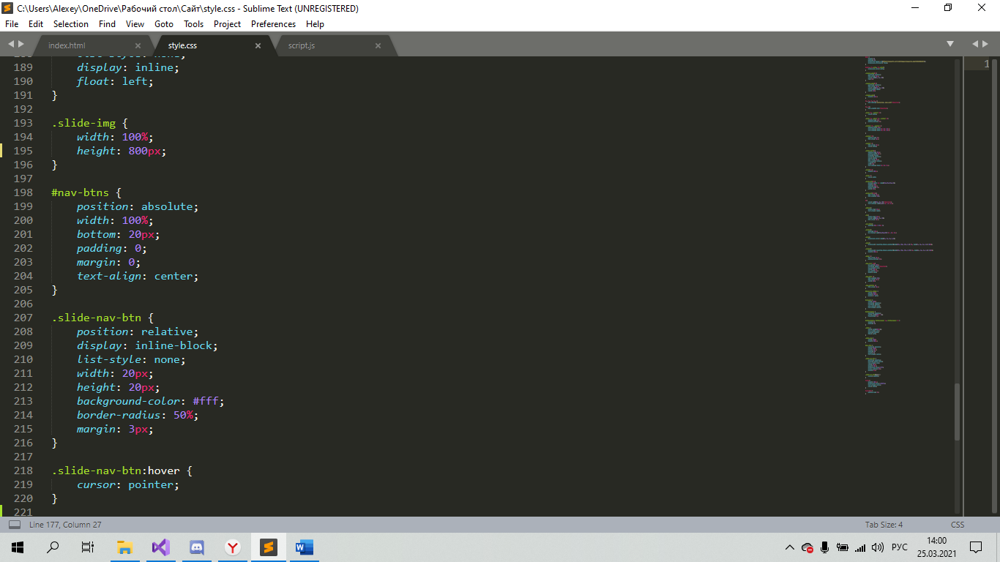 C:\Users\Alexey\OneDrive\Рабочий стол\Сайт\style.css - Sublime Text (UNREGISTERED)
File Edit Selection Find View Goto Tools Project Preferences Help
index.html style.css script.js
189 display: inline;
190 float: left;
191 }
192
193 .slide-img {
194 width: 100%;
195 height: 800px;
196 }
197
198 #nav-btns {
199 position: absolute;
200 width: 100%;
201 bottom: 20px;
202 padding: 0;
203 margin: 0;
204 text-align: center;
205 }
206
207 .slide-nav-btn {
208 position: relative;
209 display: inline-block;
210 list-style: none;
211 width: 20px;
212 height: 20px;
213 background-color: #fff;
214 border-radius: 50%;
215 margin: 3px;
216 }
217
218 .slide-nav-btn:hover {
219 cursor: pointer;
220 }
221
1
Line 177, Column 27 Tab Size: 4 CSS
РУС 14:00
25.03.2021